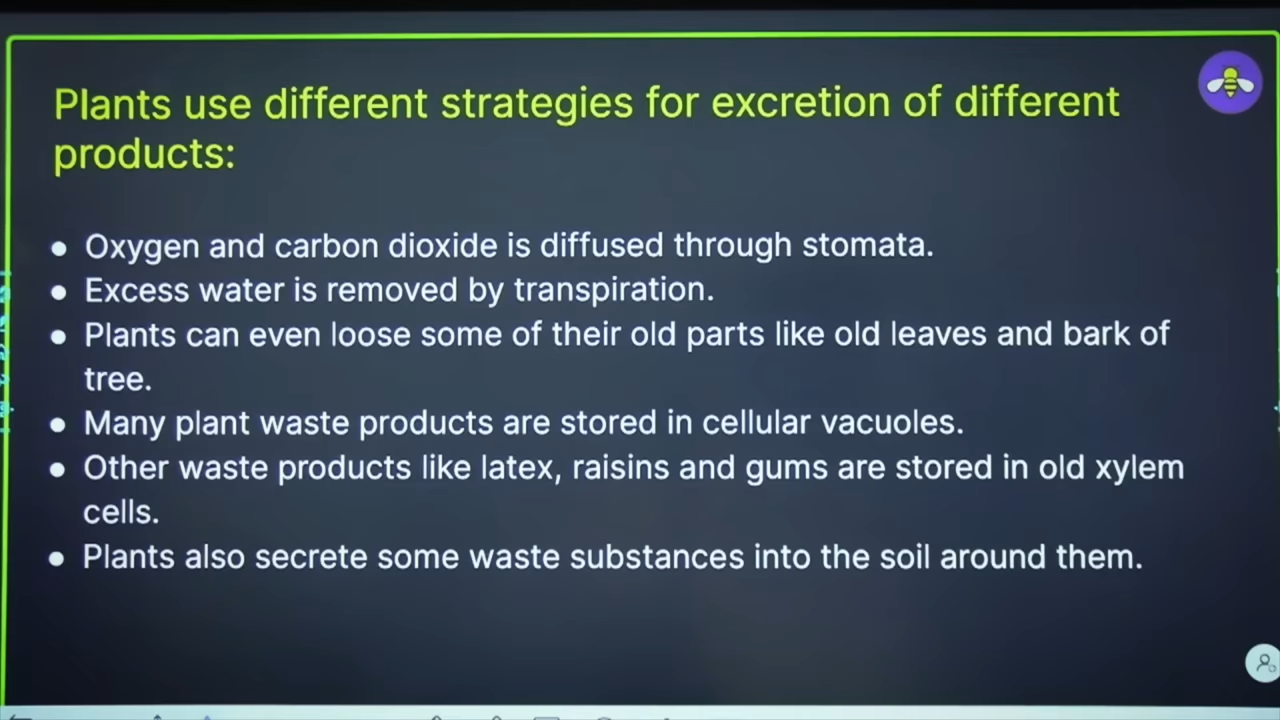 Plants use different strategies for excretion of different
products:
● Oxygen and carbon dioxide is diffused through stomata.
● Excess water is removed by transpiration.
● Plants can even loose some of their old parts like old leaves and bark of
tree.
● Many plant waste products are stored in cellular vacuoles.
● Other waste products like latex, raisins and gums are stored in old xylem
cells.
● Plants also secrete some waste substances into the soil around them.